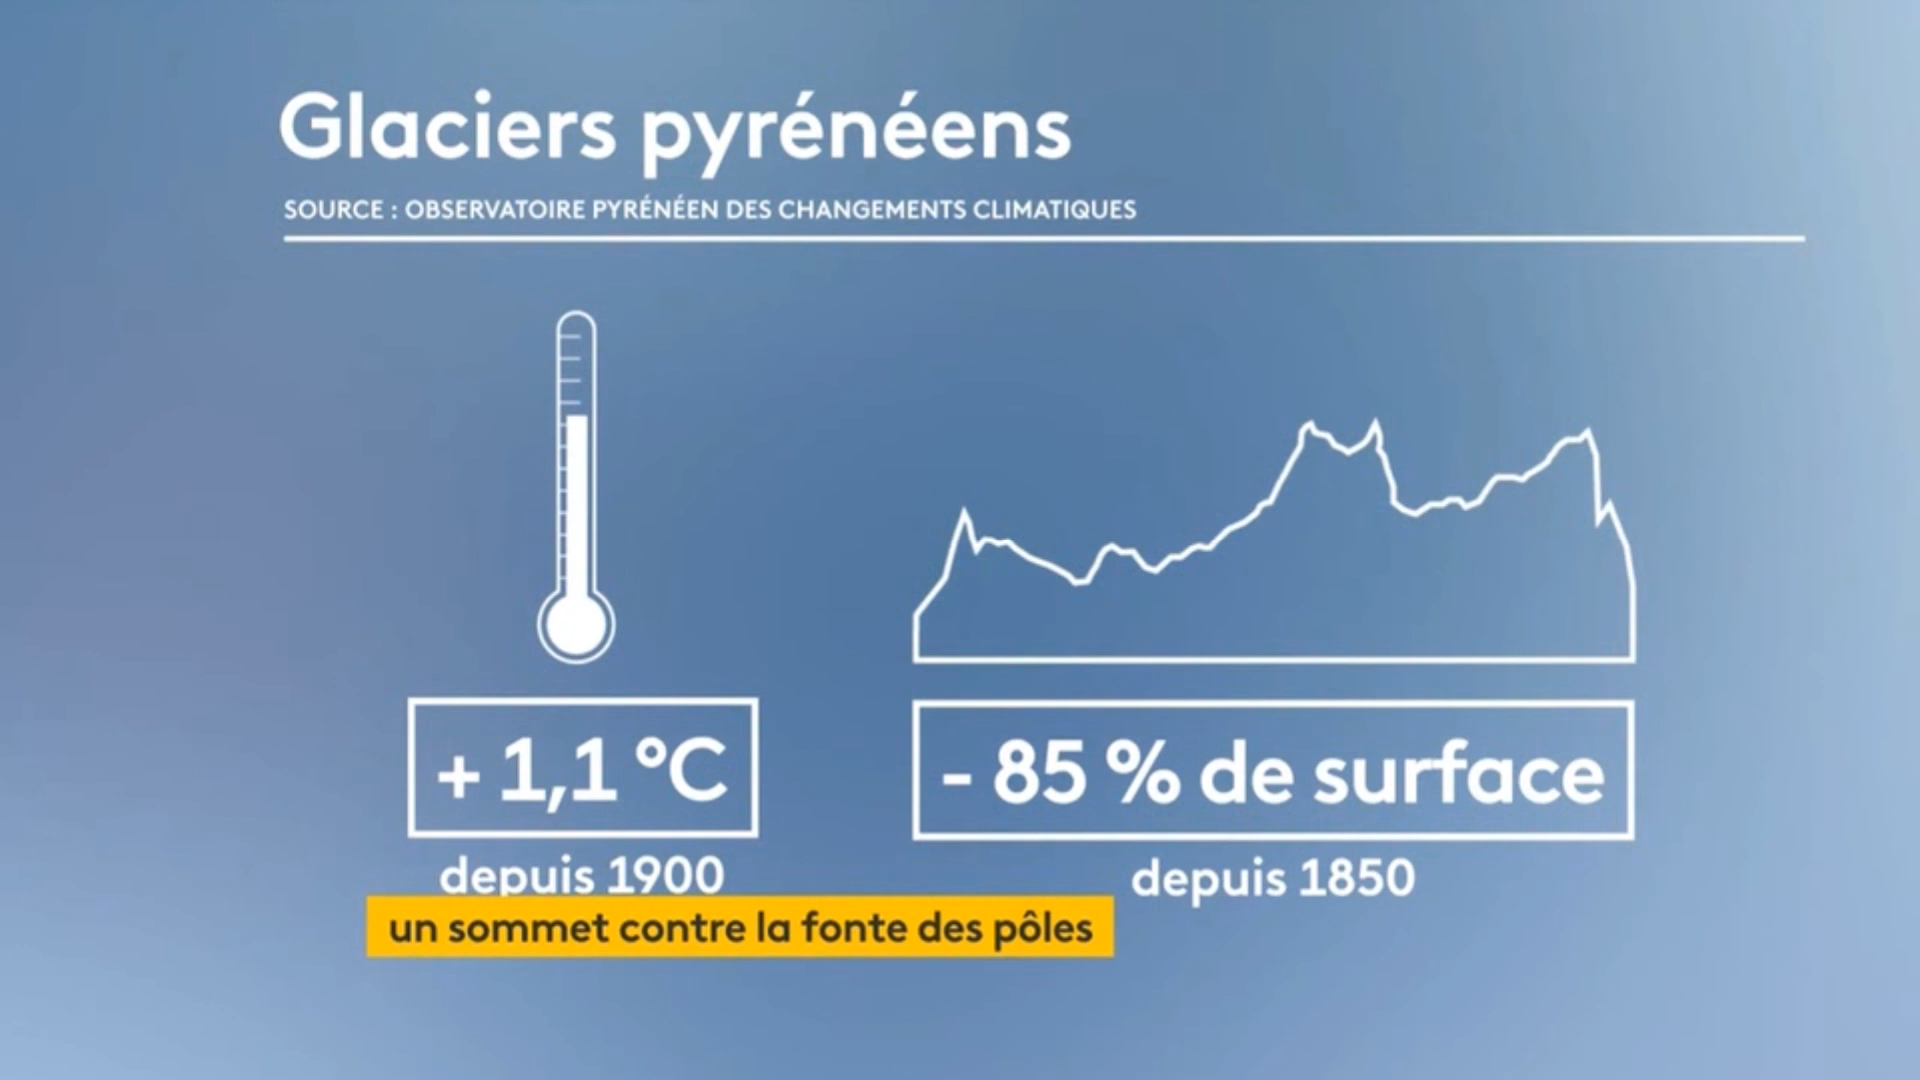 Glaciers pyrénéens
SOURCE : OBSERVATOIRE PYRÉNÉEN DES CHANGEMENTS CLIMATIQUES
+ 1,1 °C
depuis 1900
- 85 % de surface
depuis 1850
un sommet contre la fonte des pôles